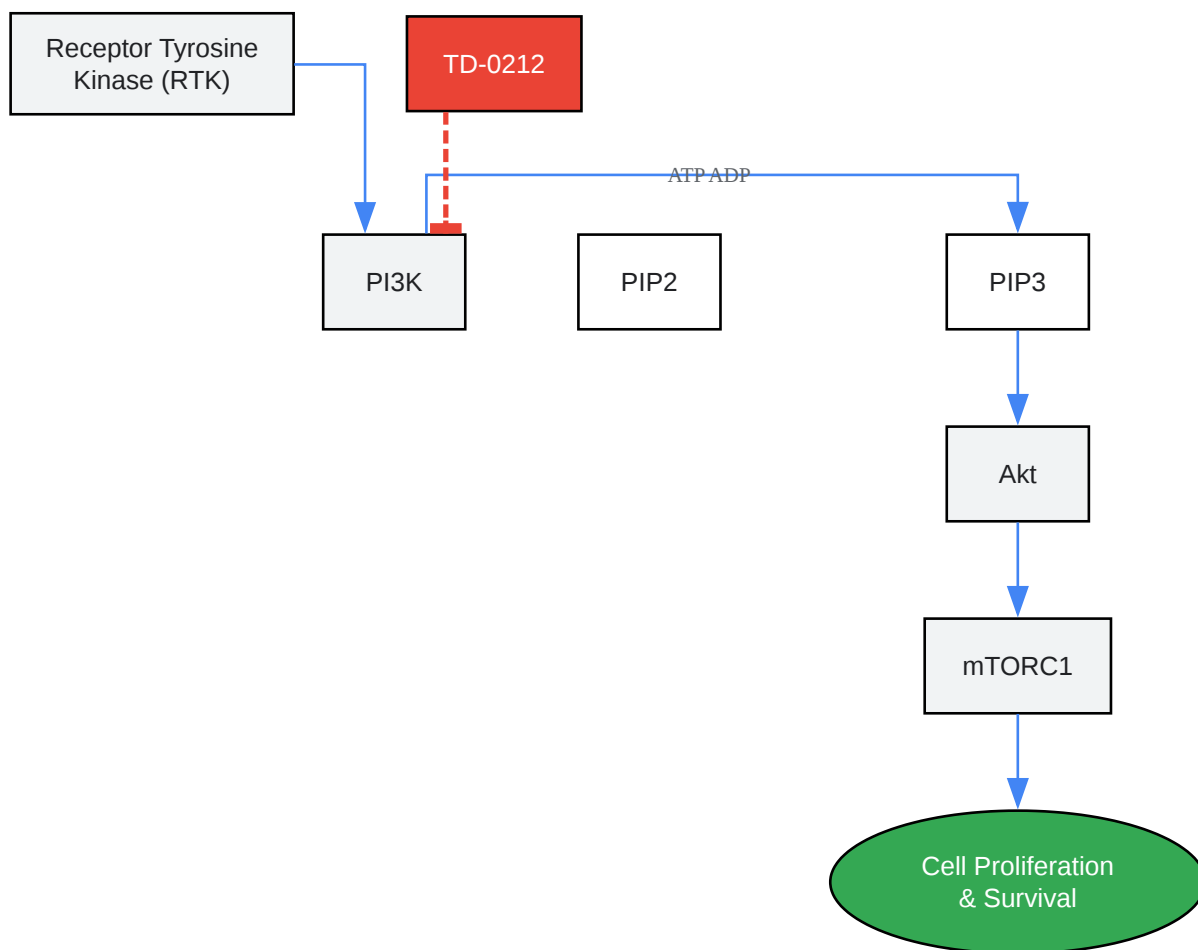 Receptor Tyrosine
Kinase (RTK)
TD-0212
ATP ADP
PI3K
PIP2
PIP3
Akt
mTORC1
Cell Proliferation
& Survival